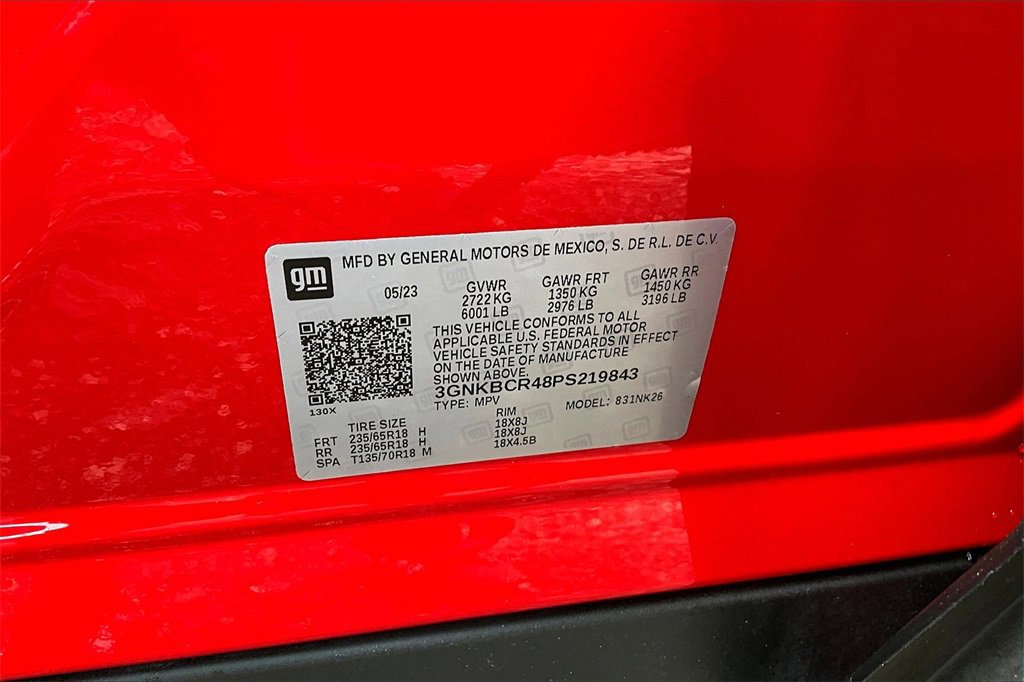 gm
MFD BY GENERAL MOTORS DE MEXICO, S. DE R.L. DE C.V.
05/23
GVWR GAWR FRT GAWR RR
2722 KG 1350 KG 1450 KG
6001 LB 2976 LB 3196 LB
THIS VEHICLE CONFORMS TO ALL
APPLICABLE U.S. FEDERAL MOTOR
VEHICLE SAFETY STANDARDS IN EFFECT
ON THE DATE OF MANUFACTURE
SHOWN ABOVE.
3GNKBCR48PS219843
130X
TYPE: MPV MODEL: 831NK26
TIRE SIZE RIM
FRT 235/65R18 H 18X8J
RR 235/65R18 H 18X8J
SPA T135/70R18 M 18X4.5B